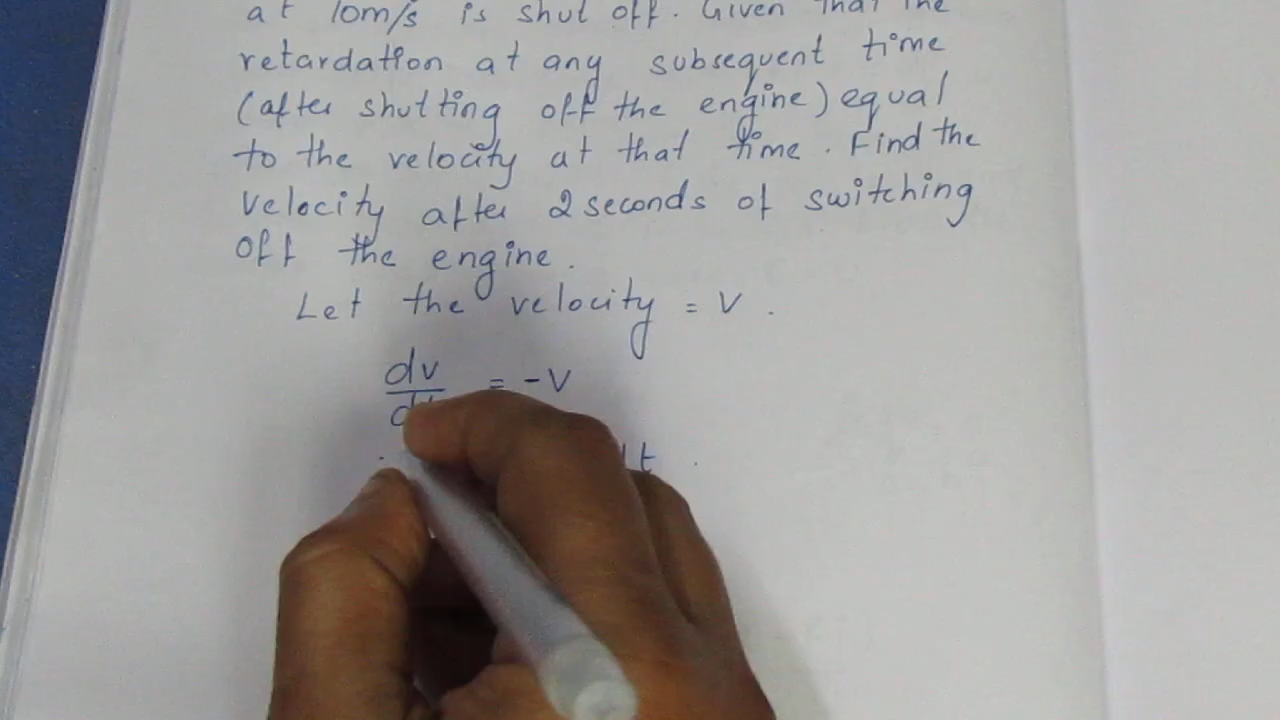 at 10m/s is shut off. Given that the
retardation at any subsequent time
(after shutting off the engine) equal
to the velocity at that time. Find the
velocity after 2 seconds of switching
off the engine.
Let the velocity = V.
dv
= -V